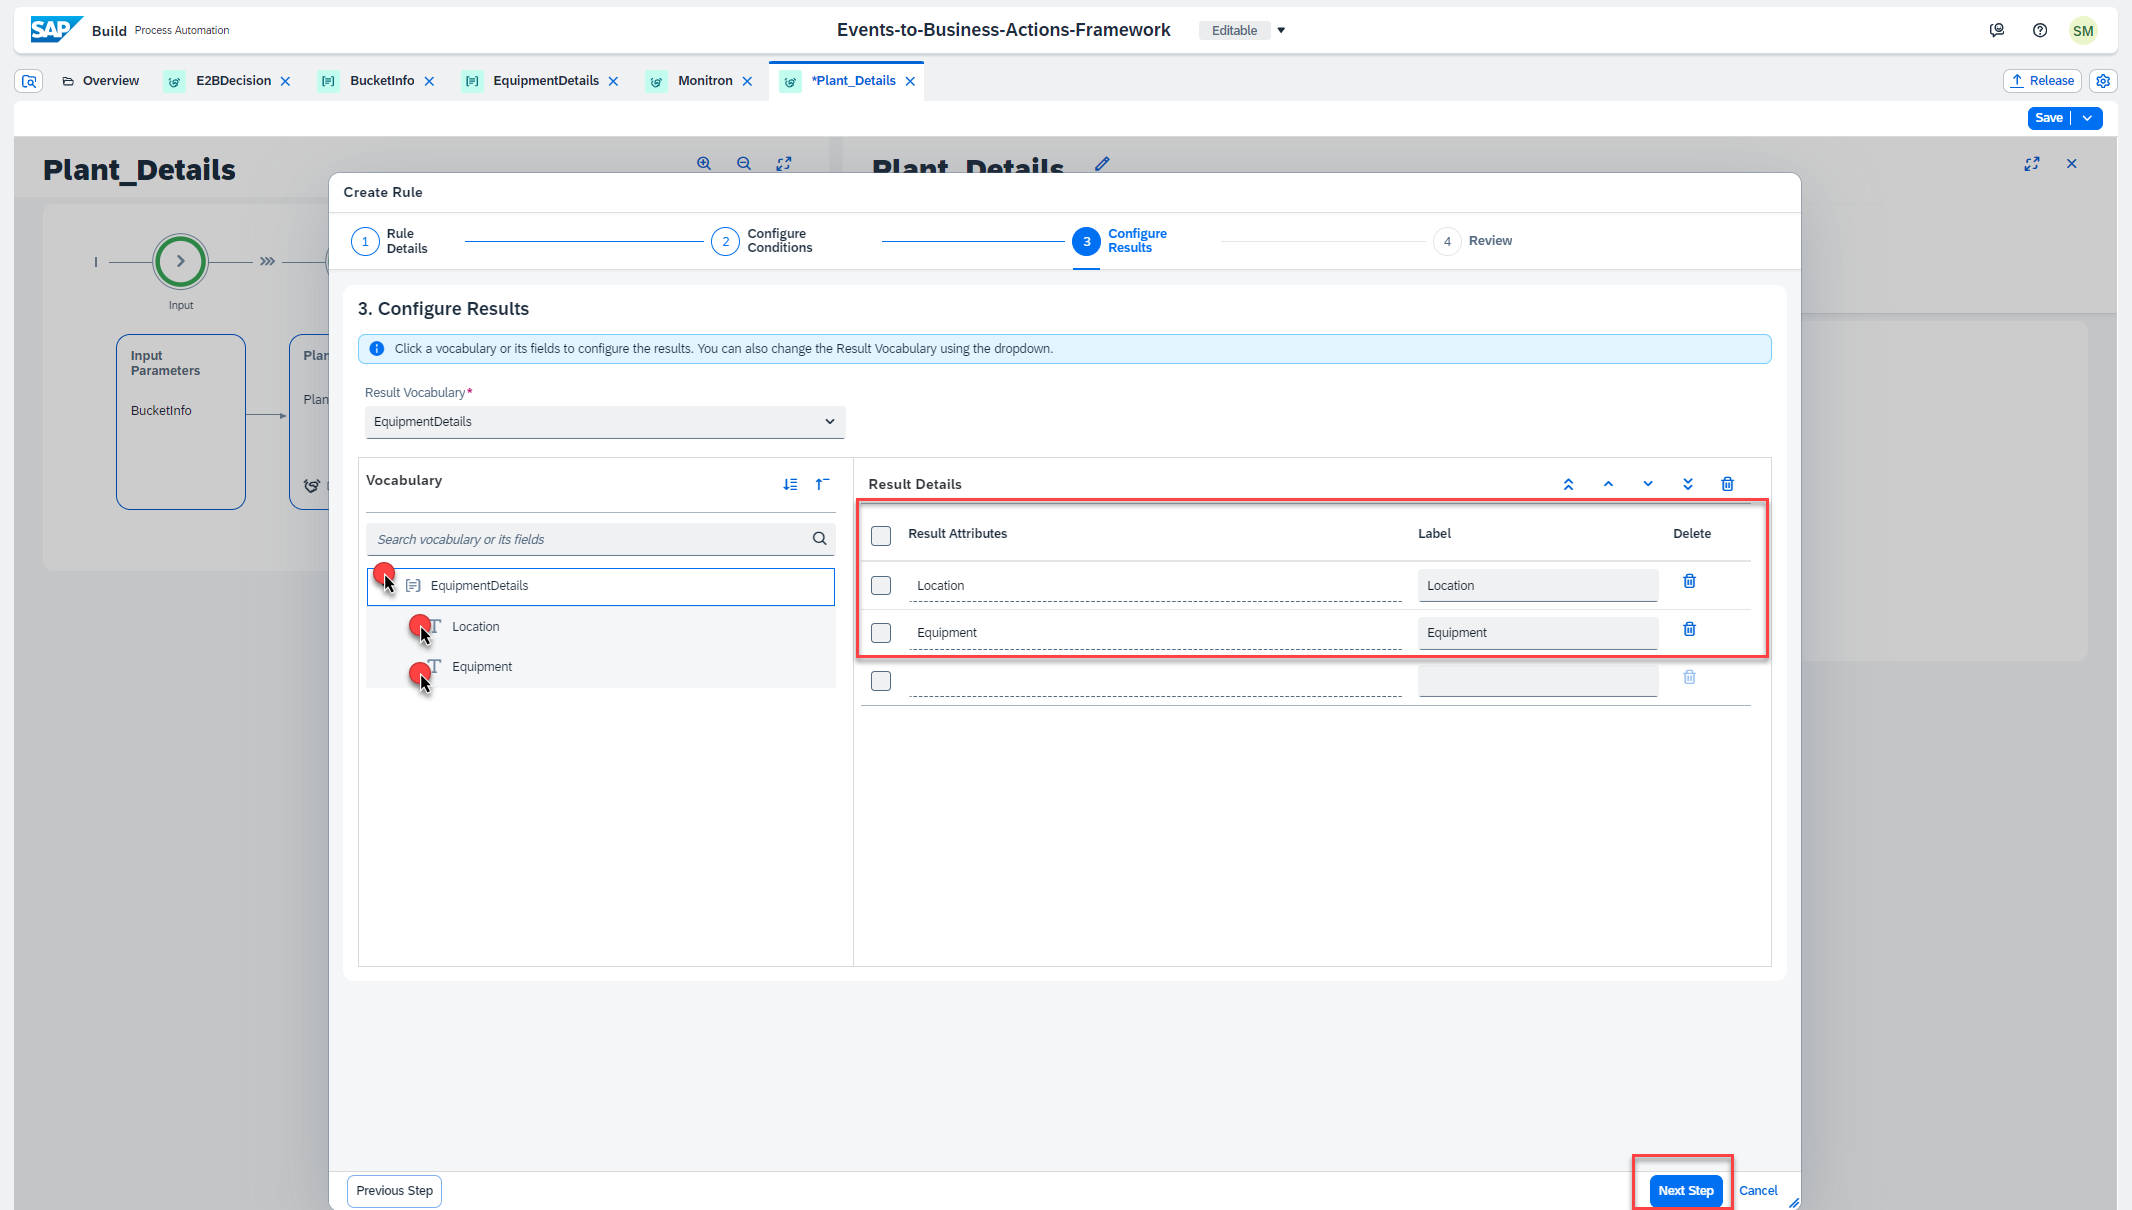 SAP Build Process Automation
Events-to-Business-Actions-Framework
Editable
SM
Overview
E2BDecision
BucketInfo
EquipmentDetails
Monitron
*Plant_Details
Release
Save
Plant_Details
Plant_Details
Input
Input
Parameters
BucketInfo
Plan
Plan
Create Rule
1
Rule
Details
2
Configure
Conditions
3
Configure
Results
4
Review
3. Configure Results
Click a vocabulary or its fields to configure the results. You can also change the Result Vocabulary using the dropdown.
Result Vocabulary*
EquipmentDetails
Vocabulary
Search vocabulary or its fields
EquipmentDetails
Location
Equipment
Result Details
Result Attributes
Label
Delete
Location
Location
Equipment
Equipment
Previous Step
Next Step
Cancel